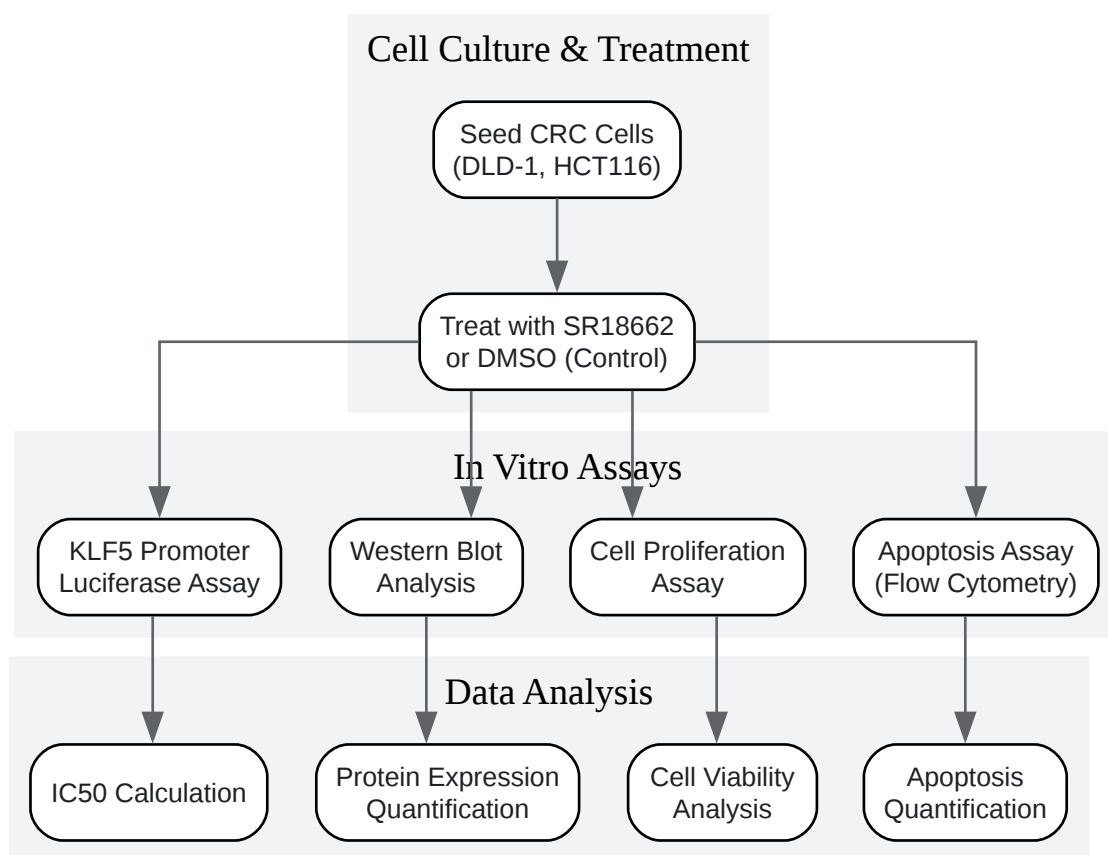 Cell Culture & Treatment
Seed CRC Cells
(DLD-1, HCT116)
Treat with SR18662
or DMSO (Control)
In Vitro Assays
KLF5 Promoter
Luciferase Assay
Western Blot
Analysis
Cell Proliferation
Assay
Apoptosis Assay
(Flow Cytometry)
Data Analysis
IC50 Calculation
Protein Expression
Quantification
Cell Viability
Analysis
Apoptosis
Quantification